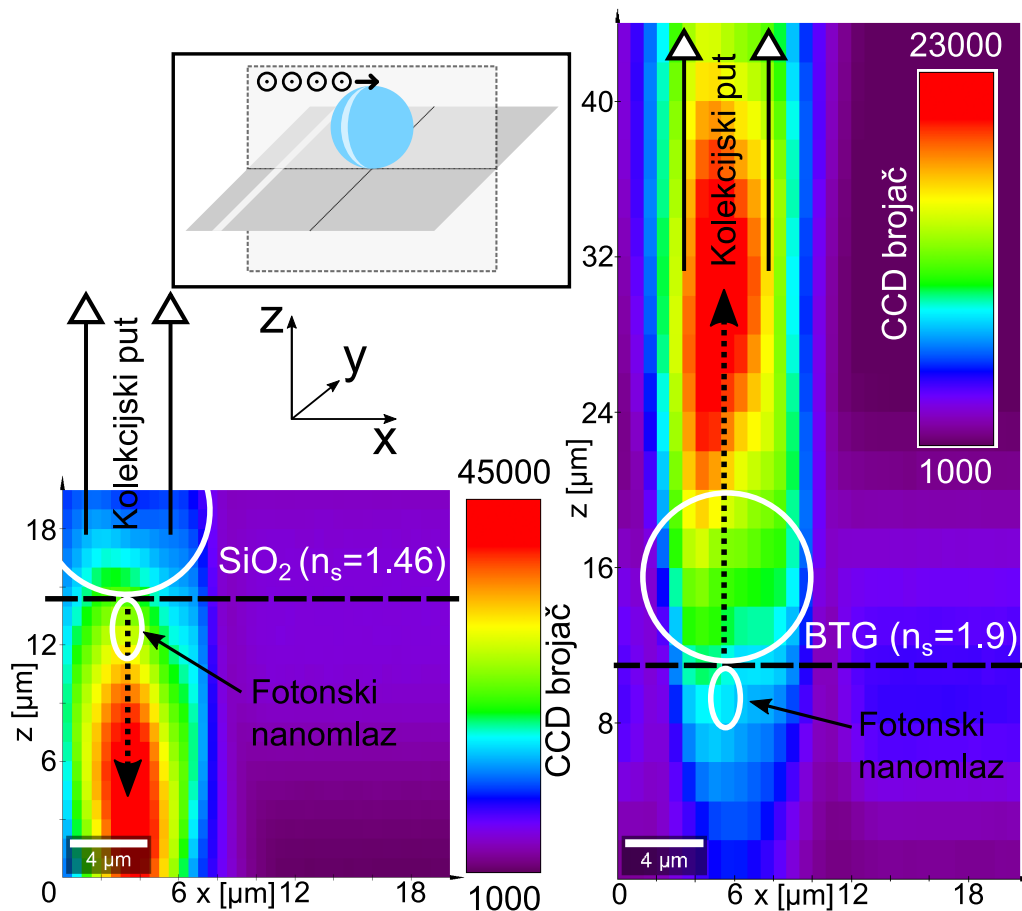 z
y
x
Kolekcijski put
18
12
6
z [µm]
SiO₂ (nₛ=1.46)
Fotonski
nanomlaz
4 µm
0
6
x [µm]
12
18
45000
CCD brojač
1000
Kolekcijski put
40
32
24
16
8
z [µm]
23000
CCD brojač
1000
BTG (nₛ=1.9)
Fotonski
nanomlaz
4 µm
0
6
x [µm]
12
18